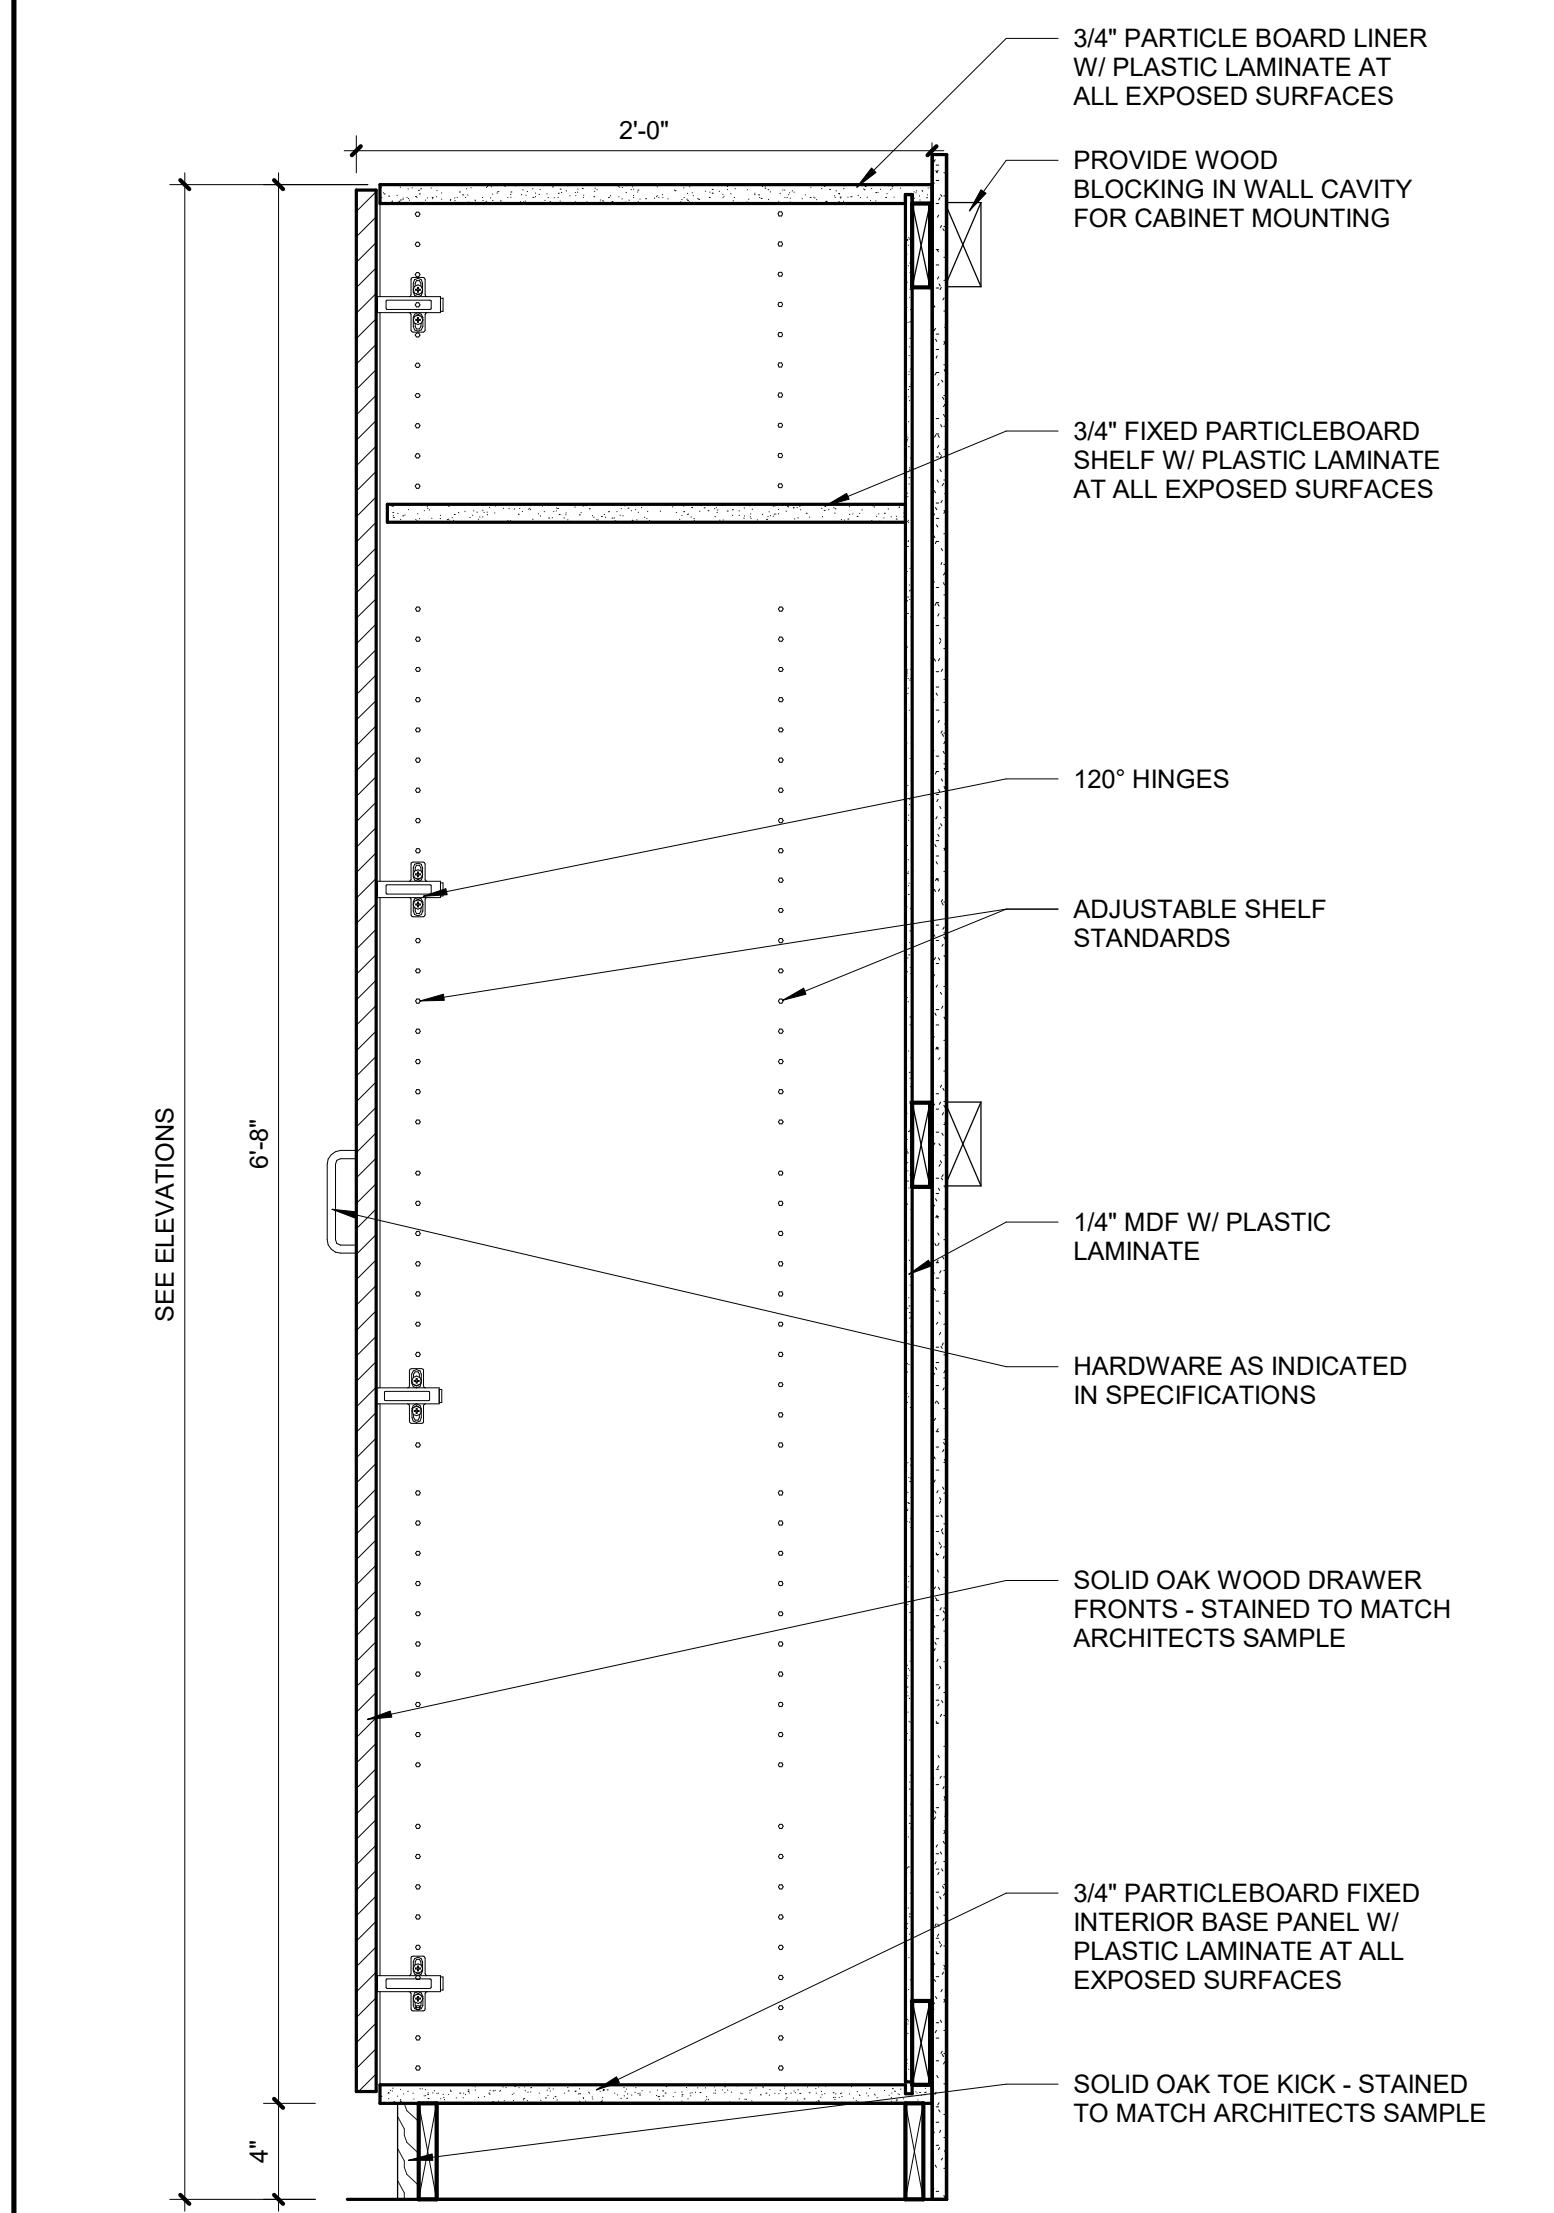 3/4" PARTICLE BOARD LINER
W/ PLASTIC LAMINATE AT
ALL EXPOSED SURFACES
2'-0"
PROVIDE WOOD
BLOCKING IN WALL CAVITY
FOR CABINET MOUNTING
3/4" FIXED PARTICLEBOARD
SHELF W/ PLASTIC LAMINATE
AT ALL EXPOSED SURFACES
120° HINGES
ADJUSTABLE SHELF
STANDARDS
SEE ELEVATIONS
6'-8"
1/4" MDF W/ PLASTIC
LAMINATE
HARDWARE AS INDICATED
IN SPECIFICATIONS
SOLID OAK WOOD DRAWER
FRONTS - STAINED TO MATCH
ARCHITECTS SAMPLE
3/4" PARTICLEBOARD FIXED
INTERIOR BASE PANEL W/
PLASTIC LAMINATE AT ALL
EXPOSED SURFACES
SOLID OAK TOE KICK - STAINED
TO MATCH ARCHITECTS SAMPLE
4"